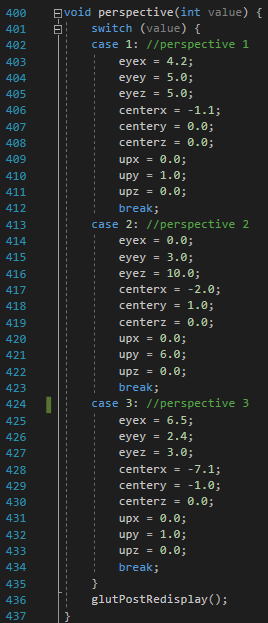 400 void perspective(int value) {
401 switch (value) {
402 case 1: //perspective 1
403 eyex = 4.2;
404 eyey = 5.0;
405 eyez = 5.0;
406 centerx = -1.1;
407 centery = 0.0;
408 centerz = 0.0;
409 upx = 0.0;
410 upy = 1.0;
411 upz = 0.0;
412 break;
413 case 2: //perspective 2
414 eyex = 0.0;
415 eyey = 3.0;
416 eyez = 10.0;
417 centerx = -2.0;
418 centery = 1.0;
419 centerz = 0.0;
420 upx = 0.0;
421 upy = 6.0;
422 upz = 0.0;
423 break;
424 case 3: //perspective 3
425 eyex = 6.5;
426 eyey = 2.4;
427 eyez = 3.0;
428 centerx = -7.1;
429 centery = -1.0;
430 centerz = 0.0;
431 upx = 0.0;
432 upy = 1.0;
433 upz = 0.0;
434 break;
435 }
436 glutPostRedisplay();
437 }